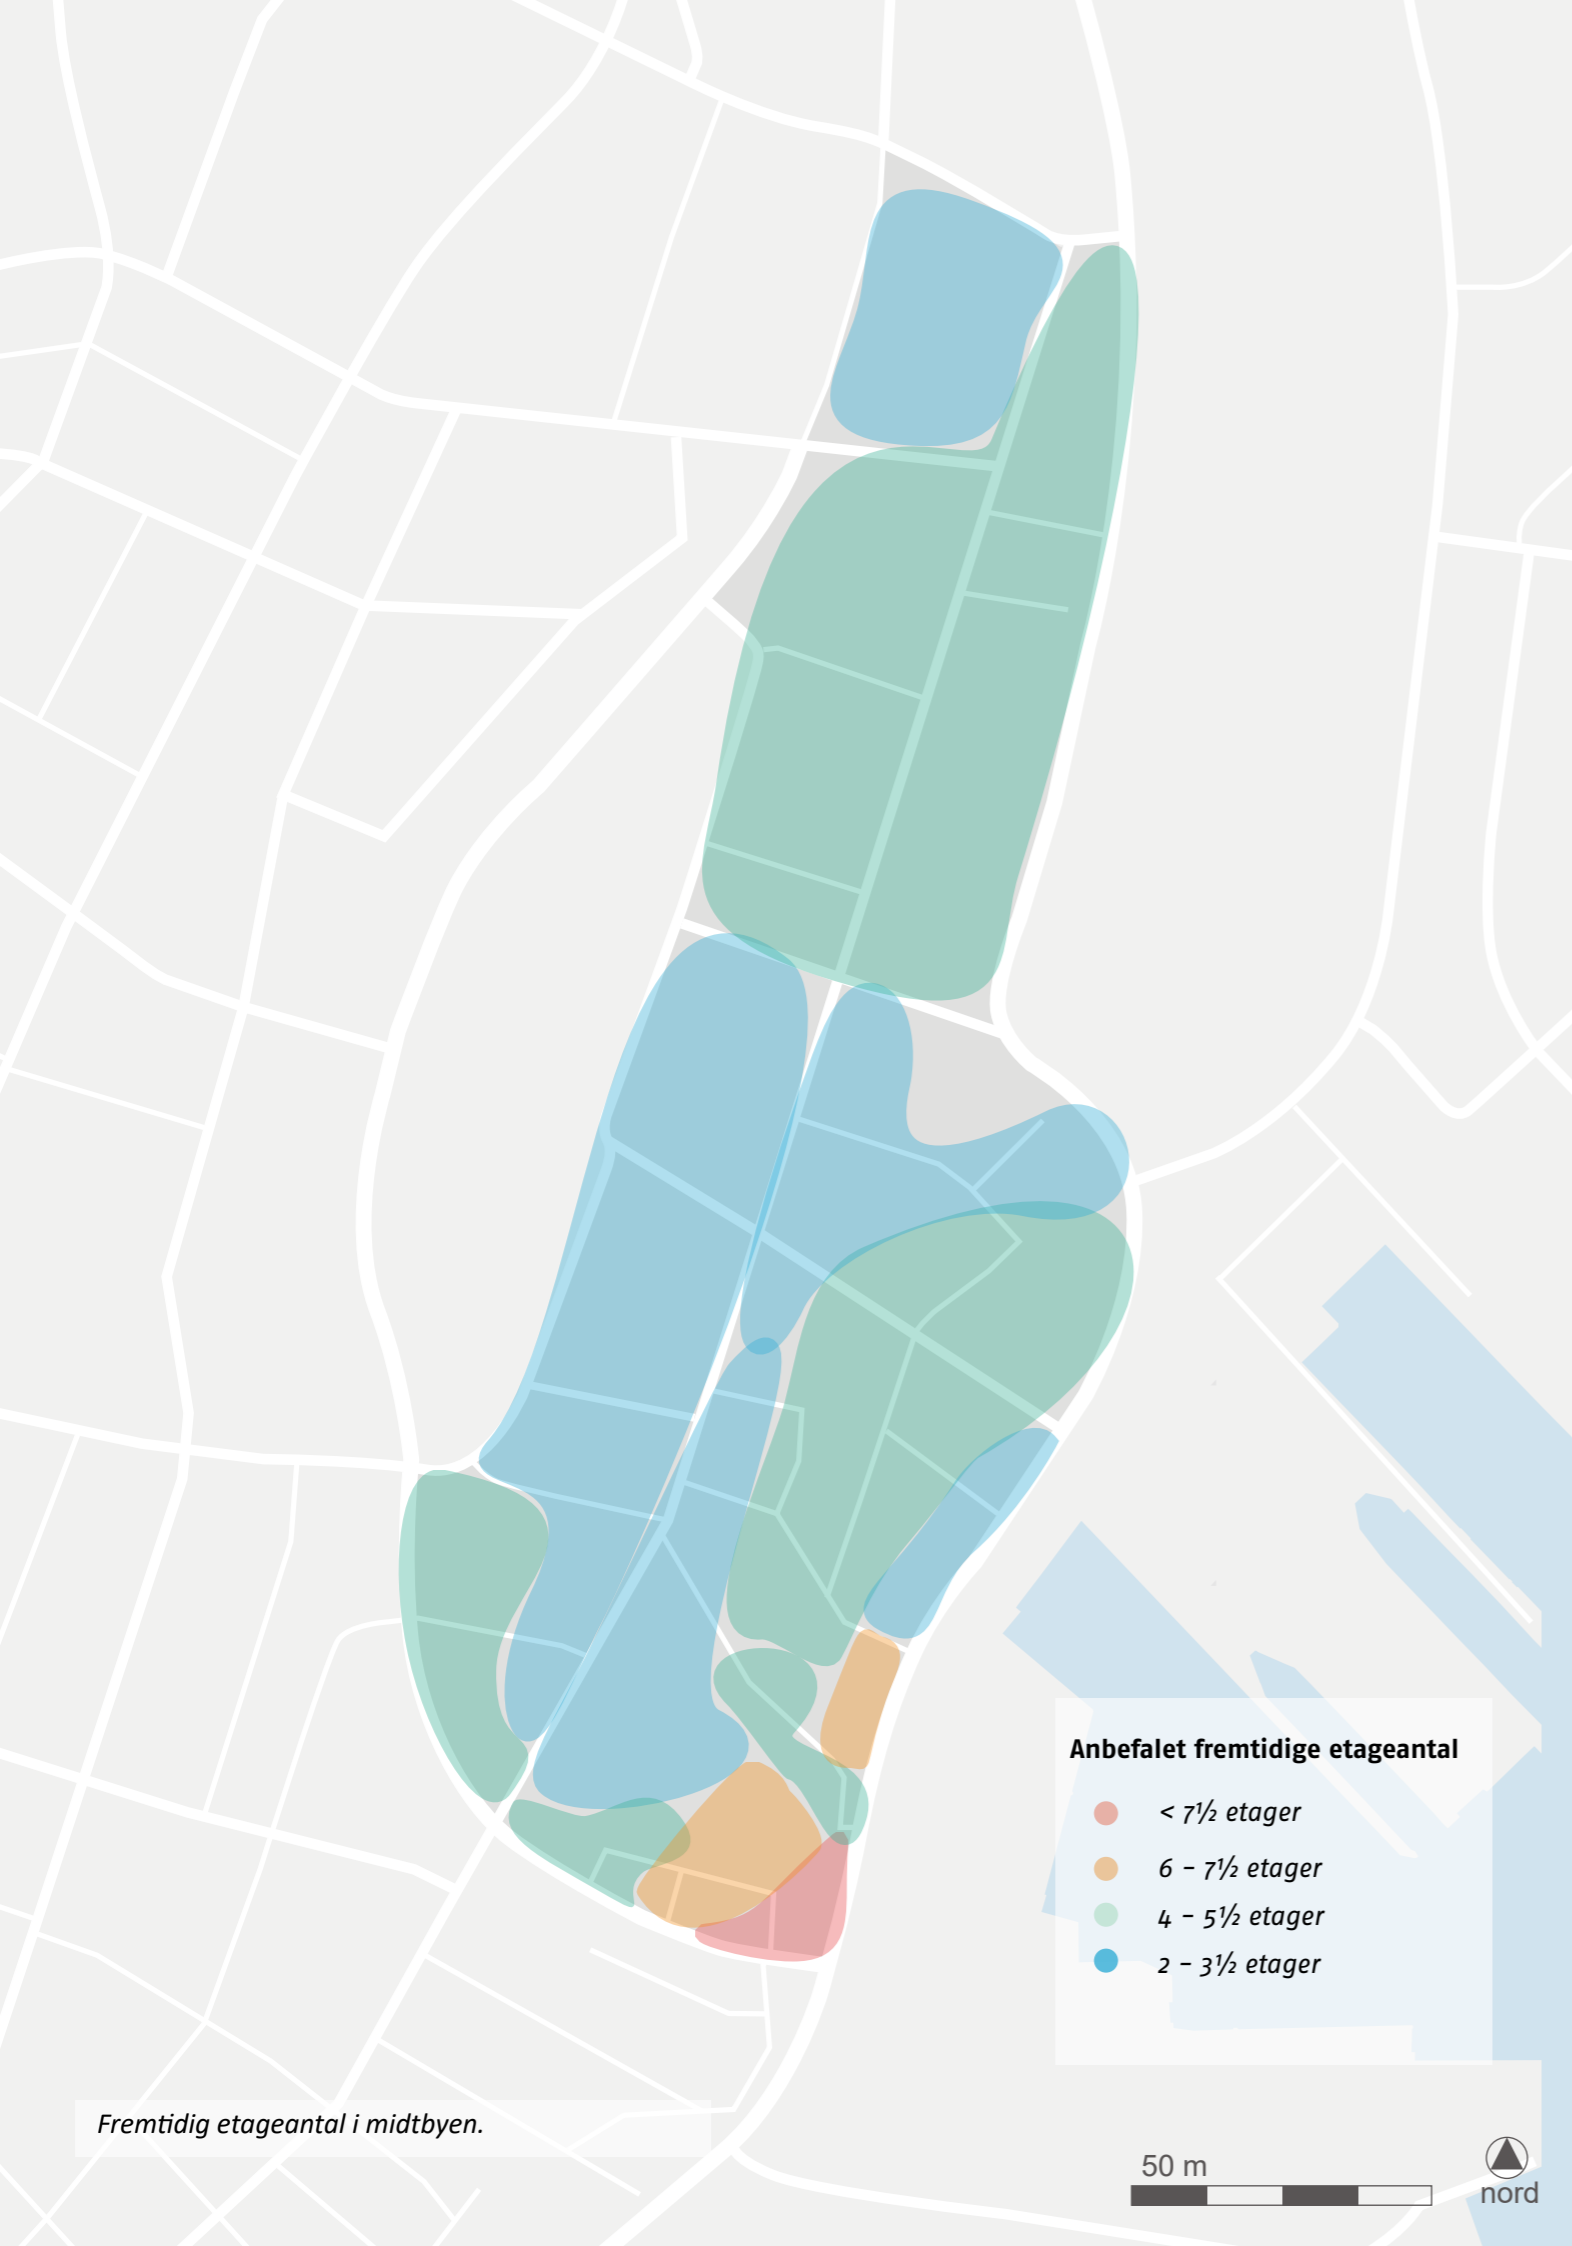 Anbefalet fremtidige etageantal
< 7½ etager
6 – 7½ etager
4 – 5½ etager
2 – 3½ etager
Fremtidig etageantal i midtbyen.
50 m
nord